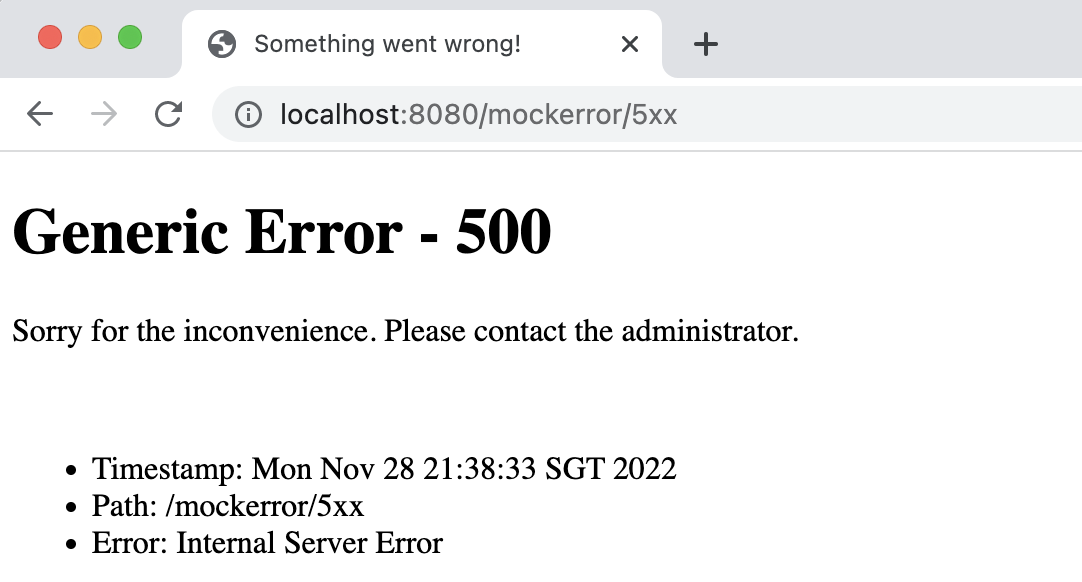 Something went wrong!
localhost:8080/mockerror/5xx
Generic Error - 500
Sorry for the inconvenience. Please contact the administrator.
Timestamp: Mon Nov 28 21:38:33 SGT 2022
Path: /mockerror/5xx
Error: Internal Server Error